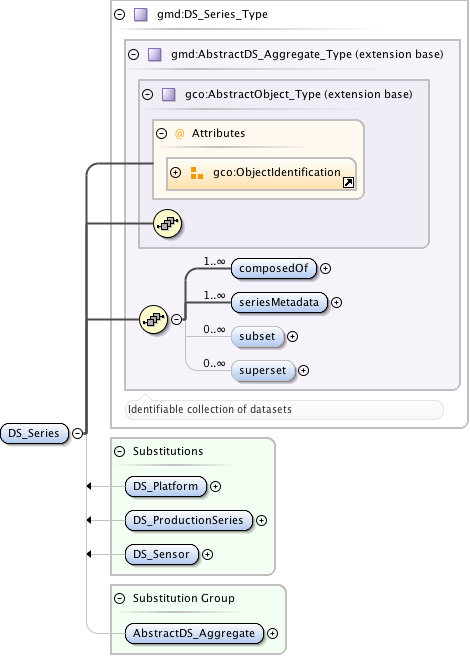 gmd:DS_Series_Type
gmd:AbstractDS_Aggregate_Type (extension base)
gco:AbstractObject_Type (extension base)
@ Attributes
gco:ObjectIdentification
1..∞ composedOf
1..∞ seriesMetadata
0..∞ subset
0..∞ superset
Identifiable collection of datasets
DS_Series
Substitutions
DS_Platform
DS_ProductionSeries
DS_Sensor
Substitution Group
AbstractDS_Aggregate